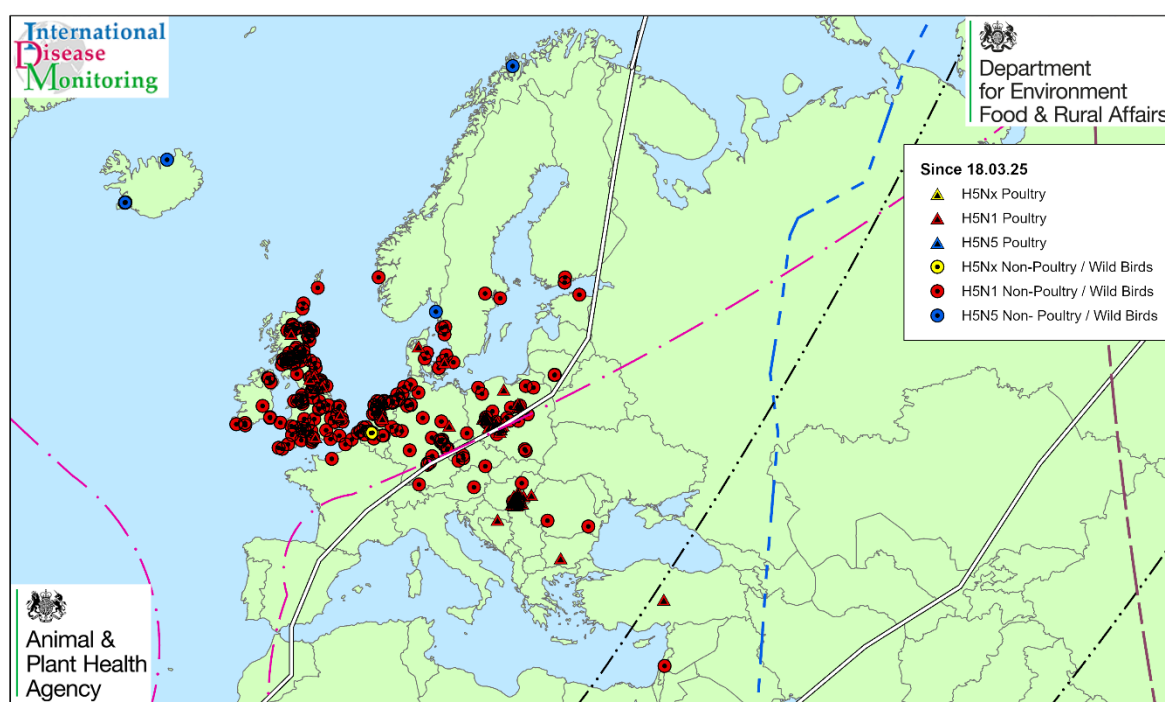 International
Disease
Monitoring
Department
for Environment
Food & Rural Affairs
Since 18.03.25
H5Nx Poultry
H5N1 Poultry
H5N5 Poultry
H5Nx Non-Poultry / Wild Birds
H5N1 Non-Poultry / Wild Birds
H5N5 Non- Poultry / Wild Birds
Animal &
Plant Health
Agency